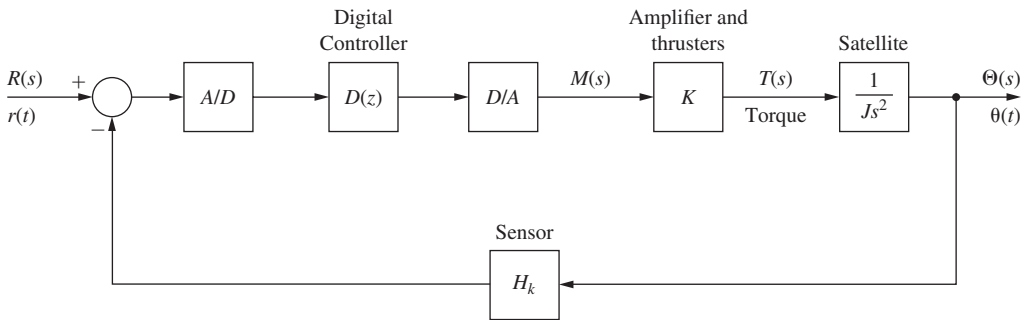 Digital
Controller
Amplifier and
thrusters
Satellite
R(s)
r(t)
+
−
A/D
D(z)
D/A
M(s)
K
T(s)
Torque
1
Js²
Θ(s)
θ(t)
Sensor
Hₖ